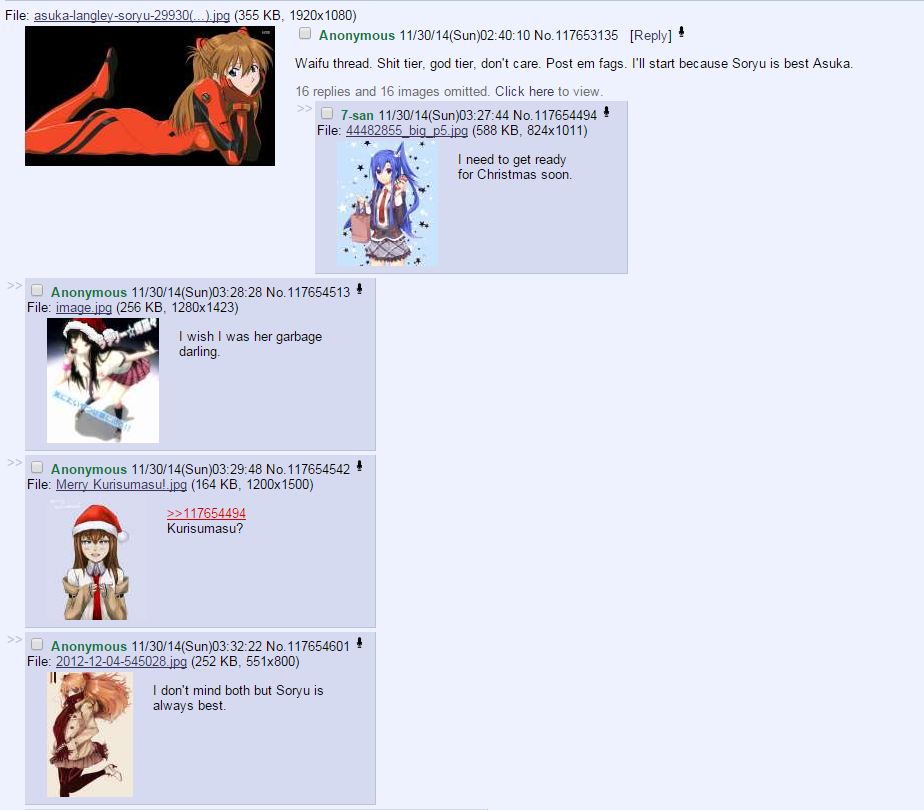 File: asuka-langley-soryu-29930(...).jpg (355 KB, 1920x1080)
Anonymous 11/30/14(Sun)02:40:10 No.117653135 [Reply]
Waifu thread. Shit tier, god tier, don't care. Post em fags. I'll start because Soryu is best Asuka.
16 replies and 16 images omitted. Click here to view.
>> 7-san 11/30/14(Sun)03:27:44 No.117654494
File: 44482855_big_p5.jpg (588 KB, 824x1011)
I need to get ready
for Christmas soon.
>> Anonymous 11/30/14(Sun)03:28:28 No.117654513
File: image.jpg (256 KB, 1280x1423)
I wish I was her garbage
darling.
>> Anonymous 11/30/14(Sun)03:29:48 No.117654542
File: Merry Kurisumasu!.jpg (164 KB, 1200x1500)
>>117654494
Kurisumasu?
>> Anonymous 11/30/14(Sun)03:32:22 No.117654601
File: 2012-12-04-545028.jpg (252 KB, 551x800)
I don't mind both but Soryu is
always best.